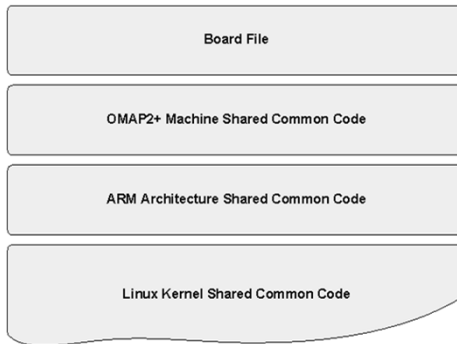 Board File
OMAP2+ Machine Shared Common Code
ARM Architecture Shared Common Code
Linux Kernel Shared Common Code